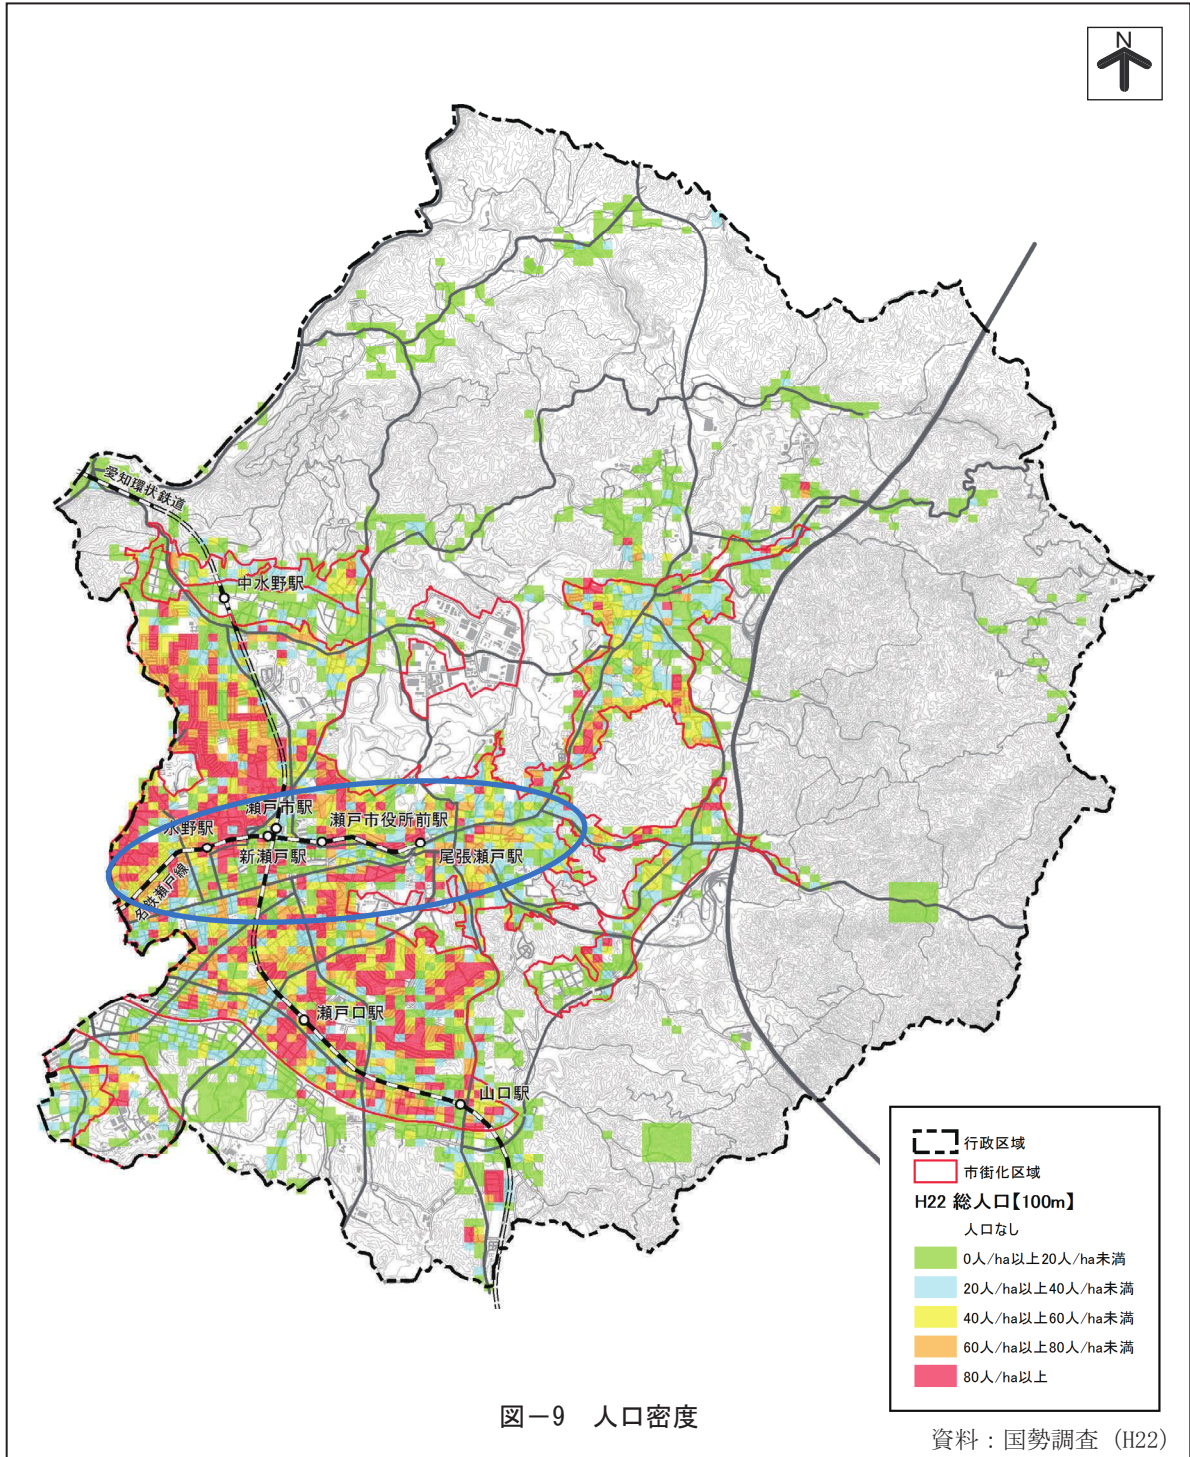 N
愛知環状鉄道
中水野駅
瀬戸市駅
瀬戸市役所前駅
水野駅
新瀬戸駅
尾張瀬戸駅
名鉄瀬戸線
瀬戸口駅
山口駅
行政区域
市街化区域
H22 総人口【100m】
人口なし
0人/ha以上20人/ha未満
20人/ha以上40人/ha未満
40人/ha以上60人/ha未満
60人/ha以上80人/ha未満
80人/ha以上
図－9　人口密度
資料：国勢調査（H22）